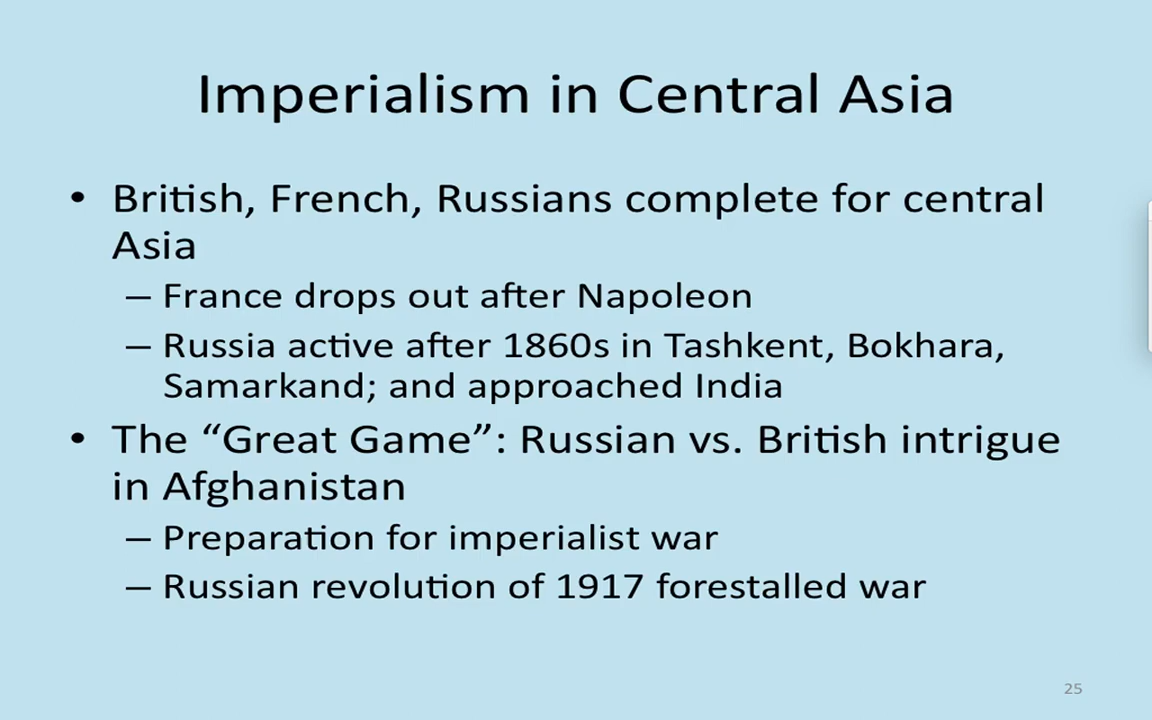 Imperialism in Central Asia
• British, French, Russians complete for central
Asia
– France drops out after Napoleon
– Russia active after 1860s in Tashkent, Bokhara,
Samarkand; and approached India
• The “Great Game”: Russian vs. British intrigue
in Afghanistan
– Preparation for imperialist war
– Russian revolution of 1917 forestalled war
25